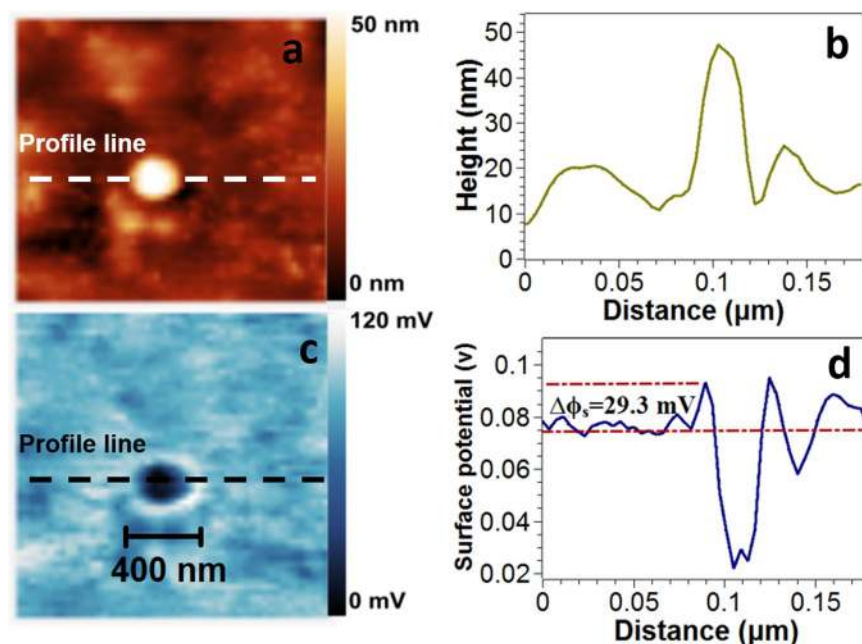 a
50 nm
Profile line
0 nm
b
Height (nm)
50
40
30
20
10
0
0 0.05 0.1 0.15
Distance (µm)
c
120 mV
Profile line
400 nm
0 mV
d
Surface potential (v)
0.1
0.08
0.06
0.04
0.02
Δϕₛ=29.3 mV
0 0.05 0.1 0.15
Distance (µm)